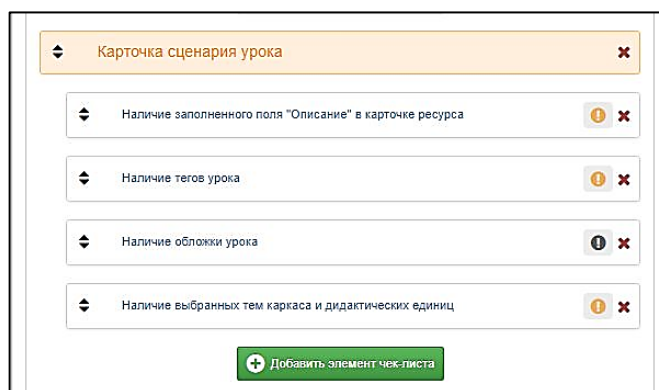 Карточка сценария урока
Наличие заполненного поля "Описание" в карточке ресурса
Наличие тегов урока
Наличие обложки урока
Наличие выбранных тем каркаса и дидактических единиц
Добавить элемент чек-листа